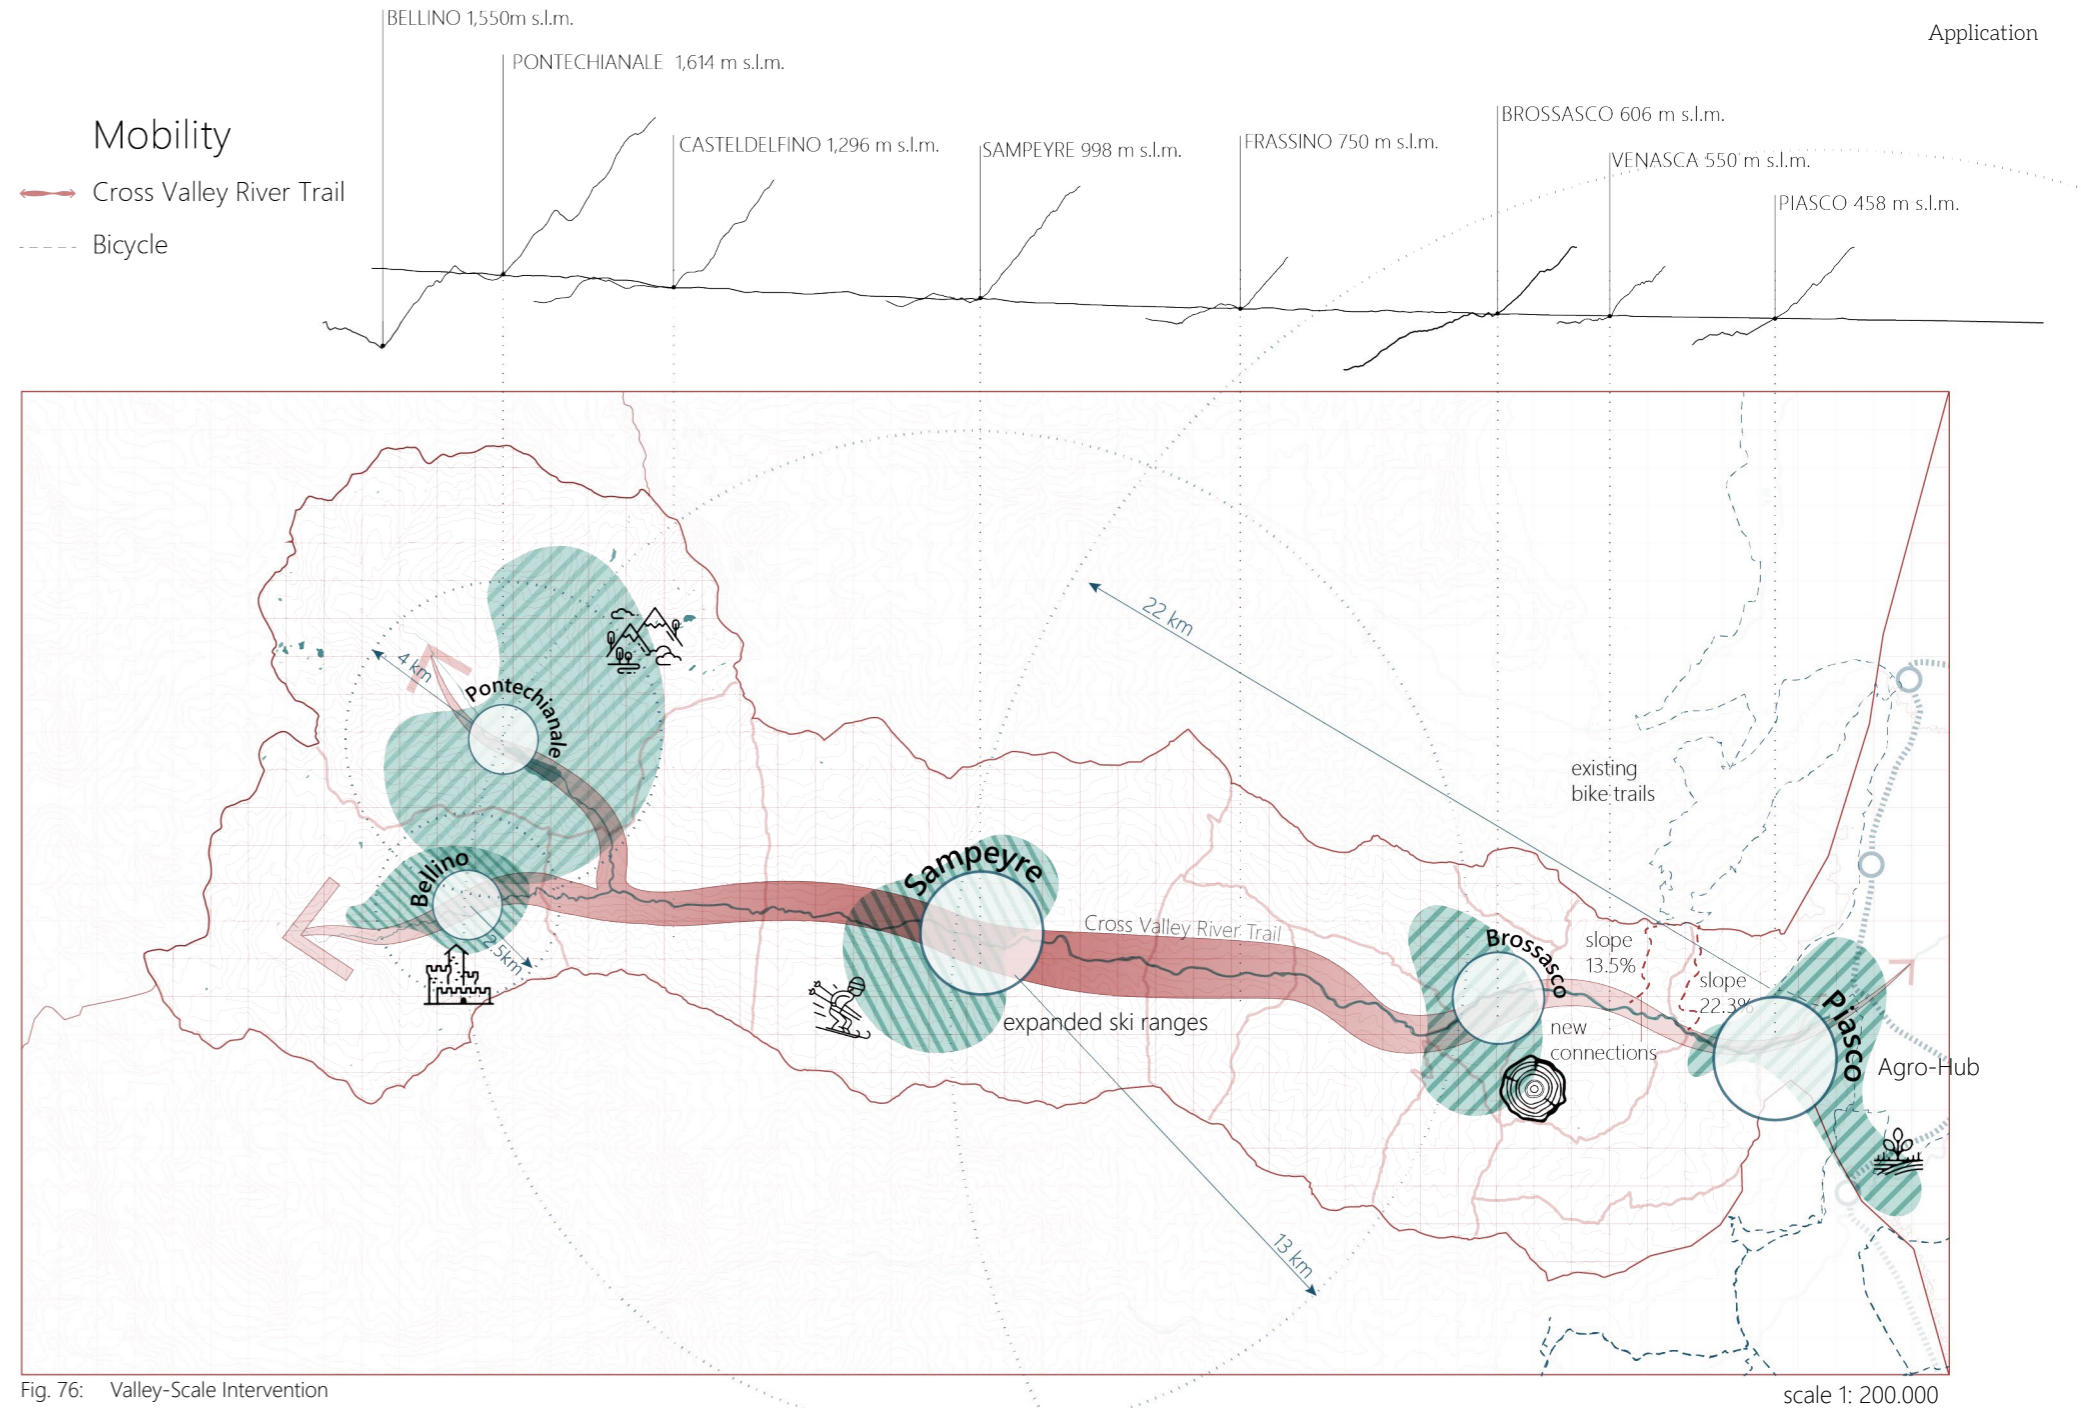 Application
BELLINO 1,550m s.l.m.
PONTECHIANALE 1,614 m s.l.m.
CASTELDELFINO 1,296 m s.l.m.
SAMPEYRE 998 m s.l.m.
FRASSINO 750 m s.l.m.
BROSSASCO 606 m s.l.m.
VENASCA 550 m s.l.m.
PIASCO 458 m s.l.m.
Mobility
Cross Valley River Trail
Bicycle
22 km
4 km
Pontechianale
existing
bike trails
Bellino
2.5km
Sampeyre
Cross Valley River Trail
expanded ski ranges
13 km
Brossasco
slope
13.5%
slope
22.3%
new
connections
Piasco
Agro-Hub
Fig. 76: Valley-Scale Intervention
scale 1: 200.000